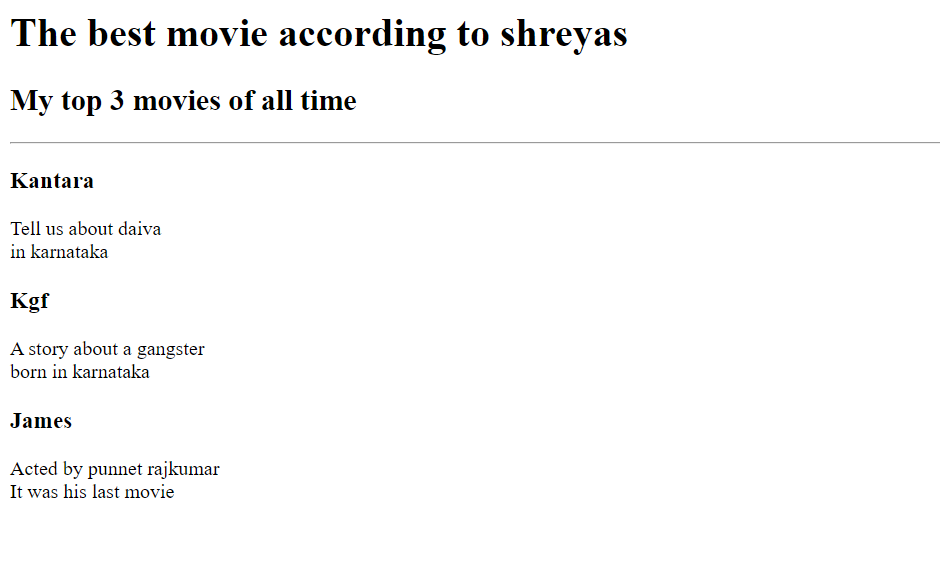 The best movie according to shreyas
My top 3 movies of all time
Kantara
Tell us about daiva
in karnataka
Kgf
A story about a gangster
born in karnataka
James
Acted by punnet rajkumar
It was his last movie